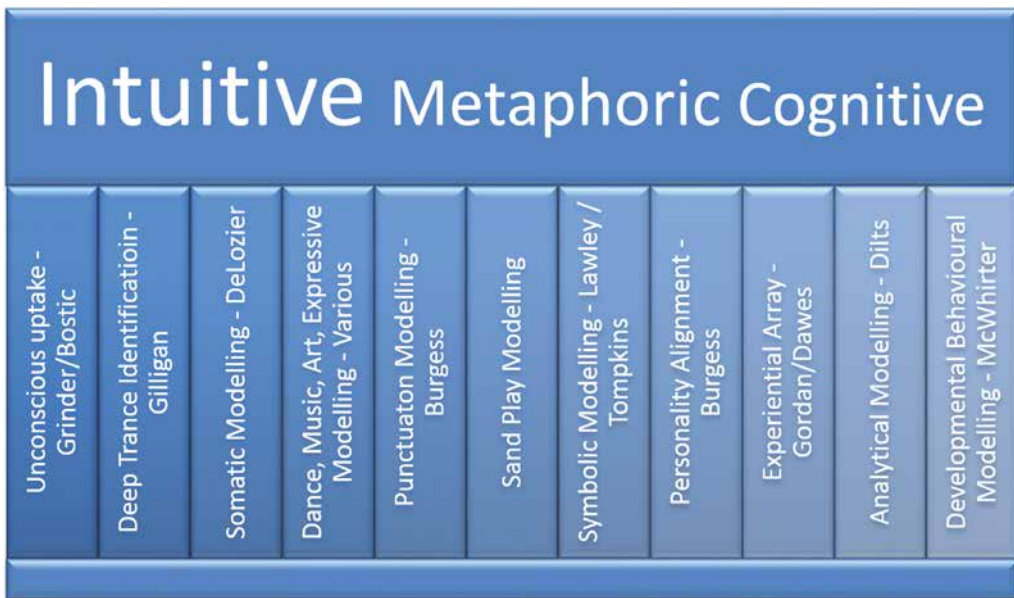 Intuitive Metaphoric Cognitive
Unconscious uptake -
Grinder/Bostic
Deep Trance Identificatioin -
Gilligan
Somatic Modelling - DeLozier
Dance, Music, Art, Expressive
Modelling - Various
Punctuaton Modelling -
Burgess
Sand Play Modelling
Symbolic Modelling - Lawley /
Tompkins
Personality Alignment -
Burgess
Experiential Array -
Gordan/Dawes
Analytical Modelling - Dilts
Developmental Behavioural
Modelling - McWhirter